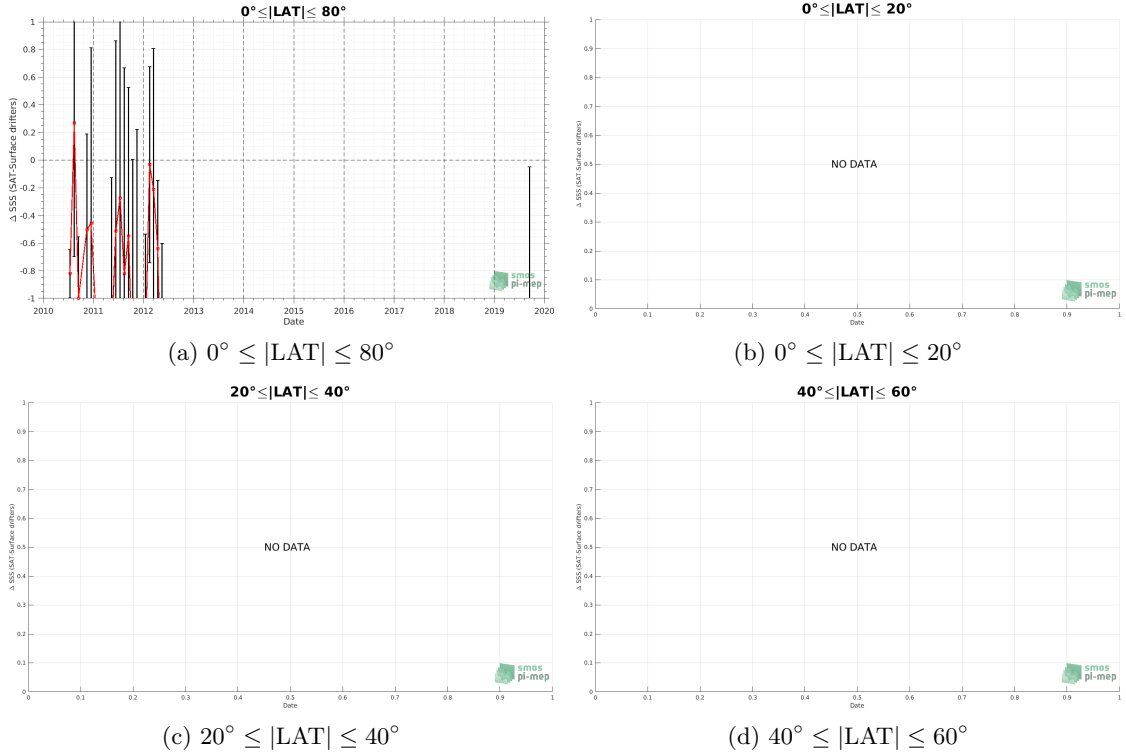 0°≤|LAT|≤ 80°
1
0.8
0.6
0.4
0.2
0
-0.2
-0.4
-0.6
-0.8
-1
Δ SSS (SAT-Surface drifters)
2010 2011 2012 2013 2014 2015 2016 2017 2018 2019 2020
Date
smos
pi-mep
(a) 0° ≤ |LAT| ≤ 80°
0°≤|LAT|≤ 20°
1
0.9
0.8
0.7
0.6
0.5
0.4
0.3
0.2
0.1
0
Δ SSS (SAT-Surface drifters)
NO DATA
0 0.1 0.2 0.3 0.4 0.5 0.6 0.7 0.8 0.9 1
Date
smos
pi-mep
(b) 0° ≤ |LAT| ≤ 20°
20°≤|LAT|≤ 40°
1
0.9
0.8
0.7
0.6
0.5
0.4
0.3
0.2
0.1
0
Δ SSS (SAT-Surface drifters)
NO DATA
0 0.1 0.2 0.3 0.4 0.5 0.6 0.7 0.8 0.9 1
Date
smos
pi-mep
(c) 20° ≤ |LAT| ≤ 40°
40°≤|LAT|≤ 60°
1
0.9
0.8
0.7
0.6
0.5
0.4
0.3
0.2
0.1
0
Δ SSS (SAT-Surface drifters)
NO DATA
0 0.1 0.2 0.3 0.4 0.5 0.6 0.7 0.8 0.9 1
Date
smos
pi-mep
(d) 40° ≤ |LAT| ≤ 60°